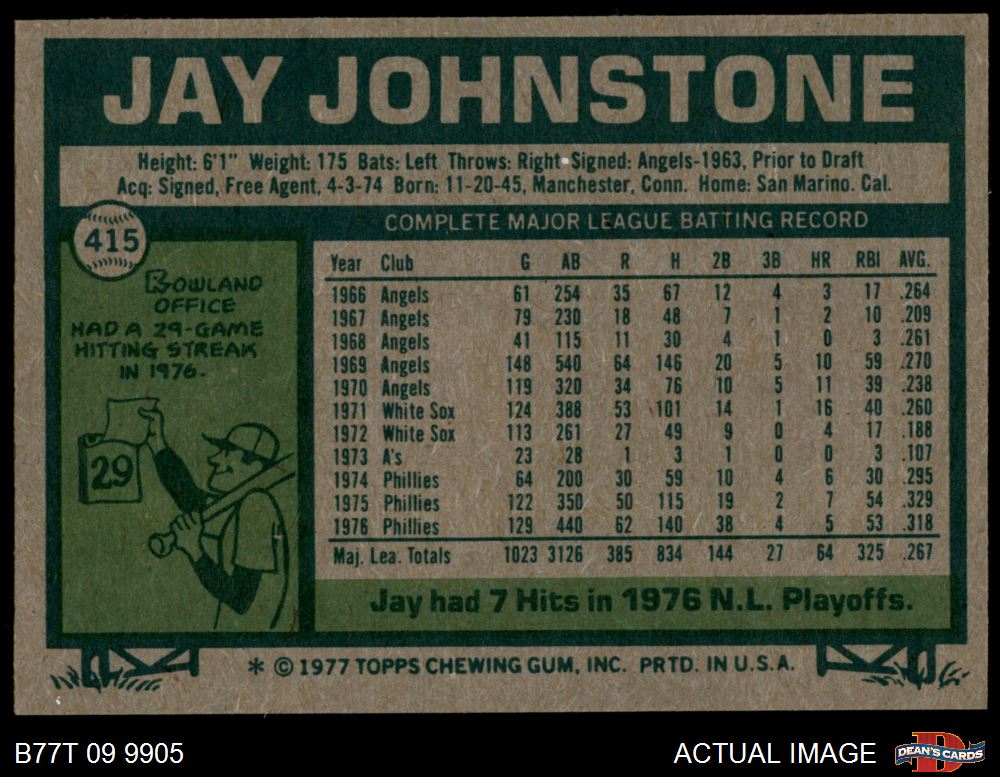 JAY JOHNSTONE
Height: 6'1" Weight: 175 Bats: Left Throws: Right Signed: Angels-1963, Prior to Draft
Acq: Signed, Free Agent, 4-3-74 Born: 11-20-45, Manchester, Conn. Home: San Marino. Cal.
415
COMPLETE MAJOR LEAGUE BATTING RECORD
ROWLAND
OFFICE
HAD A 29-GAME
HITTING STREAK
IN 1976.
29
Year Club G AB R H 2B 3B HR RBI AVG.
1966 Angels 61 254 35 67 12 4 3 17 .264
1967 Angels 79 230 18 48 7 1 2 10 .209
1968 Angels 41 115 11 30 4 1 0 3 .261
1969 Angels 148 540 64 146 20 5 10 59 .270
1970 Angels 119 320 34 76 10 5 11 39 .238
1971 White Sox 124 388 53 101 14 1 16 40 .260
1972 White Sox 113 261 27 49 9 0 4 17 .188
1973 A's 23 28 1 3 1 0 0 3 .107
1974 Phillies 64 200 30 59 10 4 6 30 .295
1975 Phillies 122 350 50 115 19 2 7 54 .329
1976 Phillies 129 440 62 140 38 4 5 53 .318
Maj. Lea. Totals 1023 3126 385 834 144 27 64 325 .267
Jay had 7 Hits in 1976 N.L. Playoffs.
* © 1977 TOPPS CHEWING GUM, INC. PRTD. IN U.S.A.
B77T 09 9905
ACTUAL IMAGE
D
DEAN'S CARDS